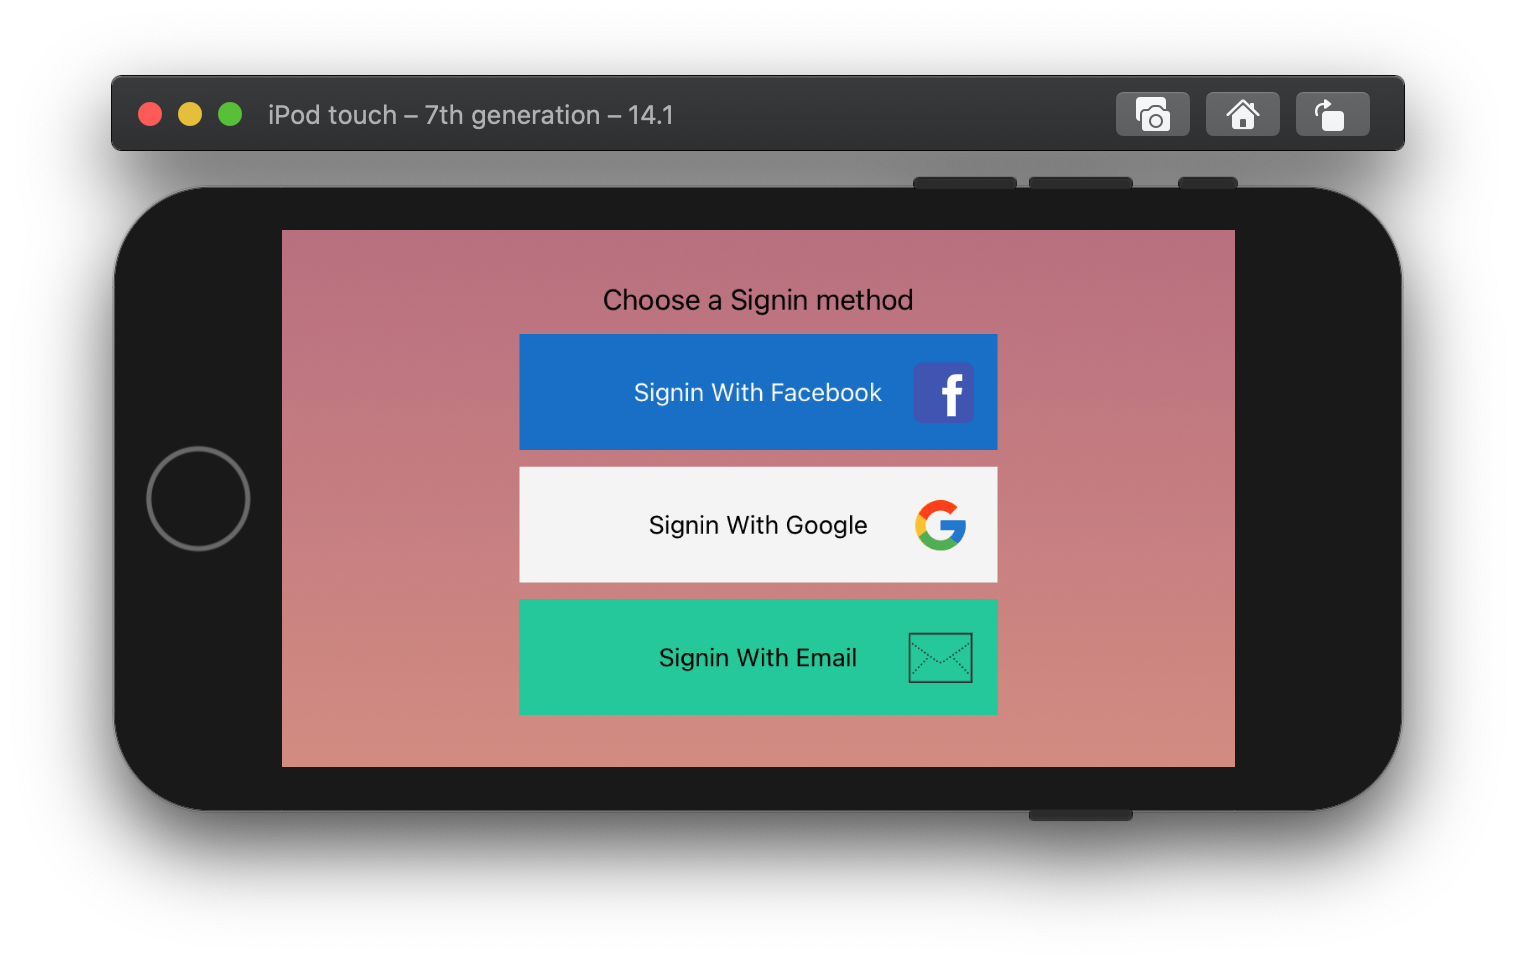 iPod touch – 7th generation – 14.1
Choose a Signin method
Signin With Facebook
f
Signin With Google
G
Signin With Email